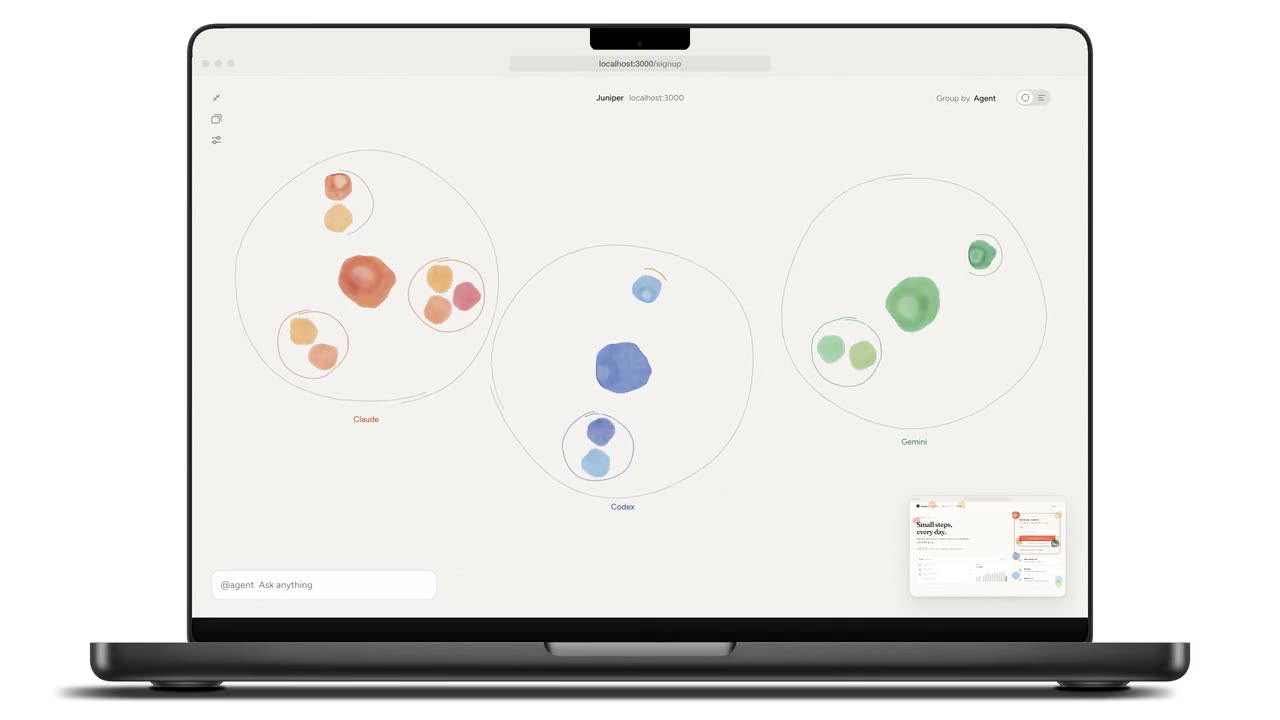 localhost:3000/signup
Juniper localhost:3000
Group by Agent
Claude
Gemini
Codex
Small steps,
every day.
@agent Ask anything